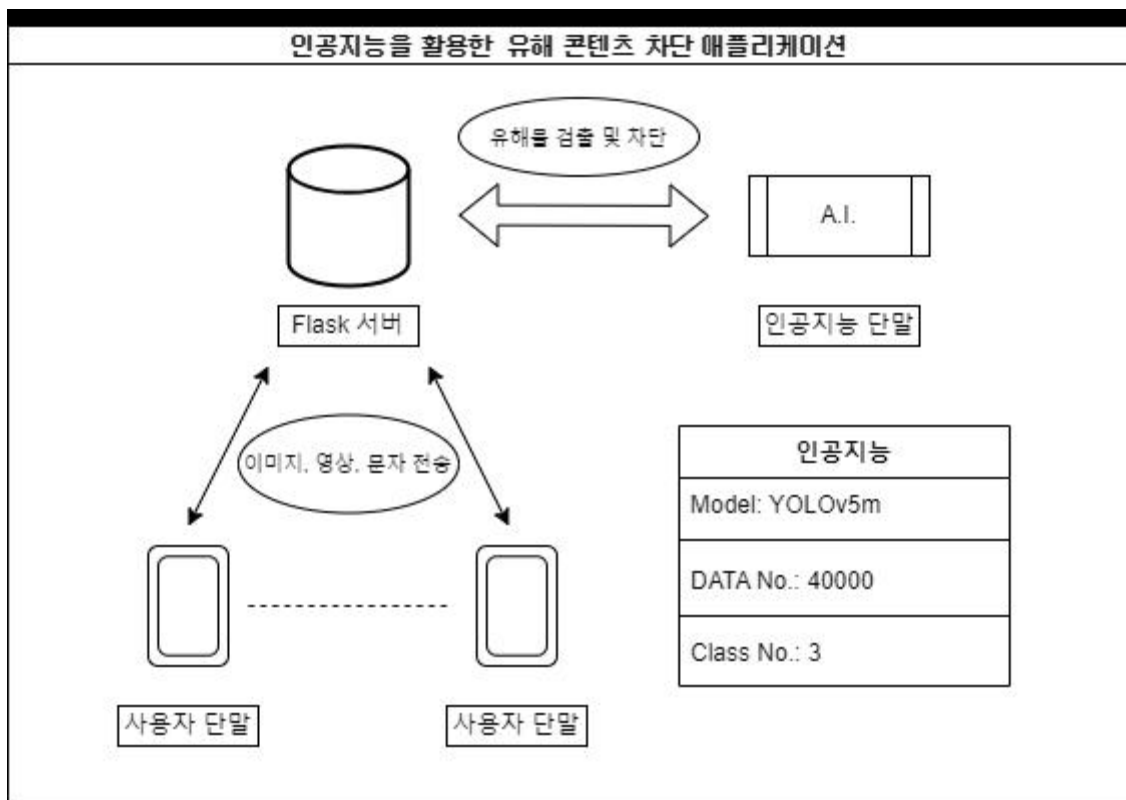 인공지능을 활용한 유해 콘텐츠 차단 애플리케이션
유해물 검출 및 차단
A.I.
Flask 서버
인공지능 단말
이미지, 영상, 문자 전송
인공지능
Model: YOLOv5m
DATA No.: 40000
Class No.: 3
사용자 단말
사용자 단말